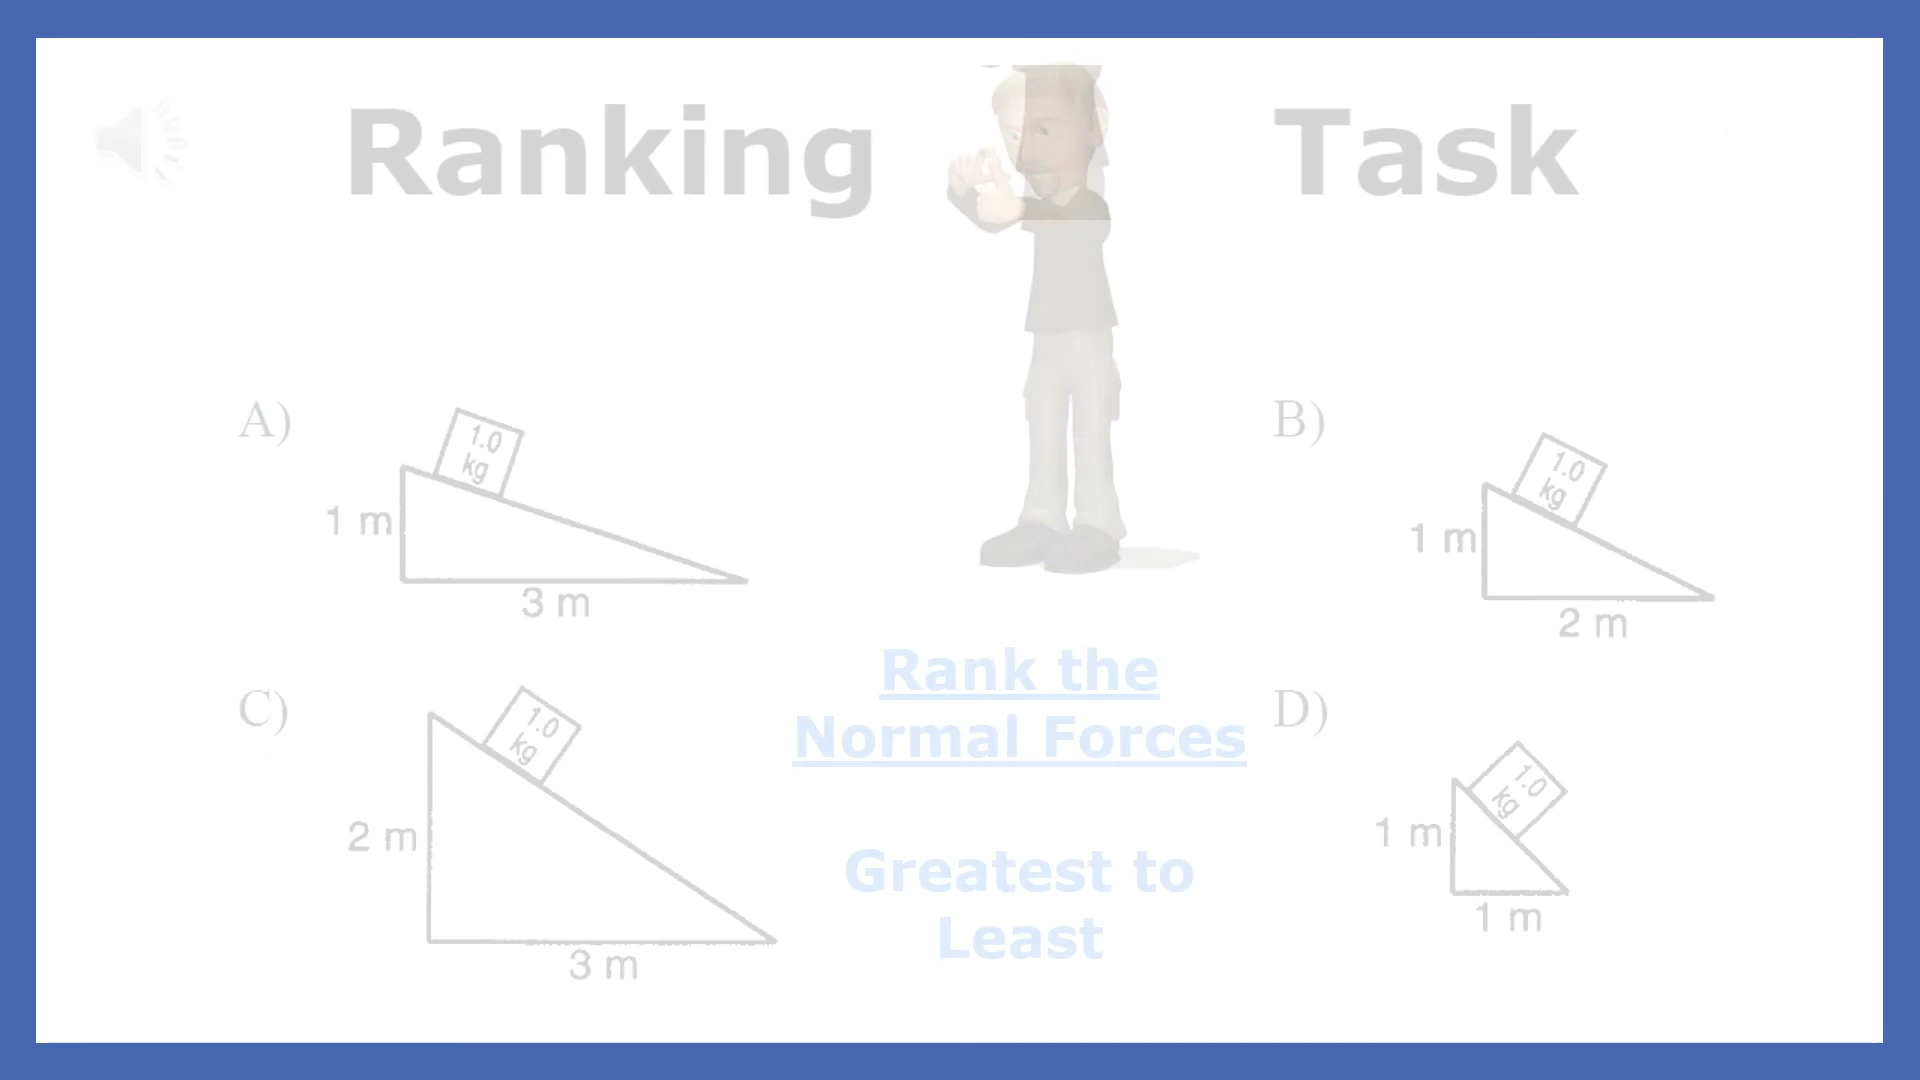 Ranking Task
A)
1.0
kg
1 m
3 m
B)
1.0
kg
1 m
2 m
C)
1.0
kg
2 m
3 m
Rank the
Normal Forces
Greatest to
Least
D)
1.0
kg
1 m
1 m